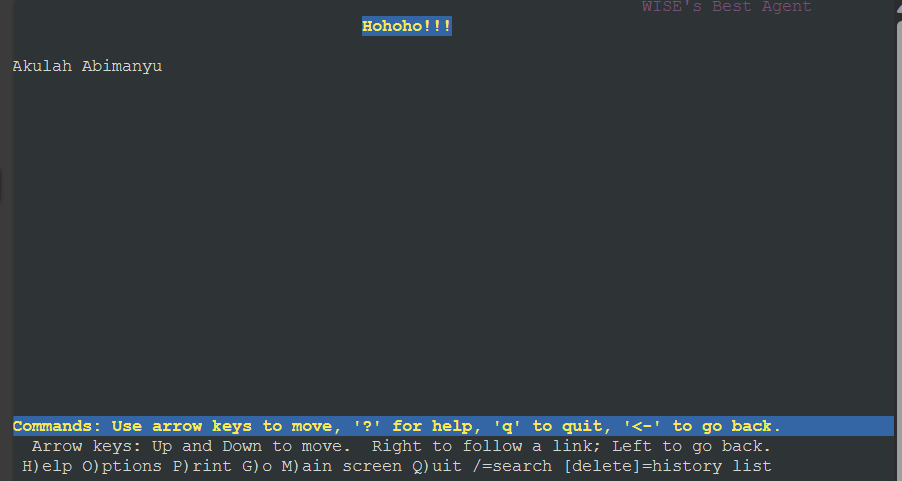 WISE's Best Agent
Hohoho!!!
Akulah Abimanyu
Commands: Use arrow keys to move, '?' for help, 'q' to quit, '<-' to go back.
Arrow keys: Up and Down to move.  Right to follow a link; Left to go back.
H)elp O)ptions P)rint G)o M)ain screen Q)uit /=search [delete]=history list